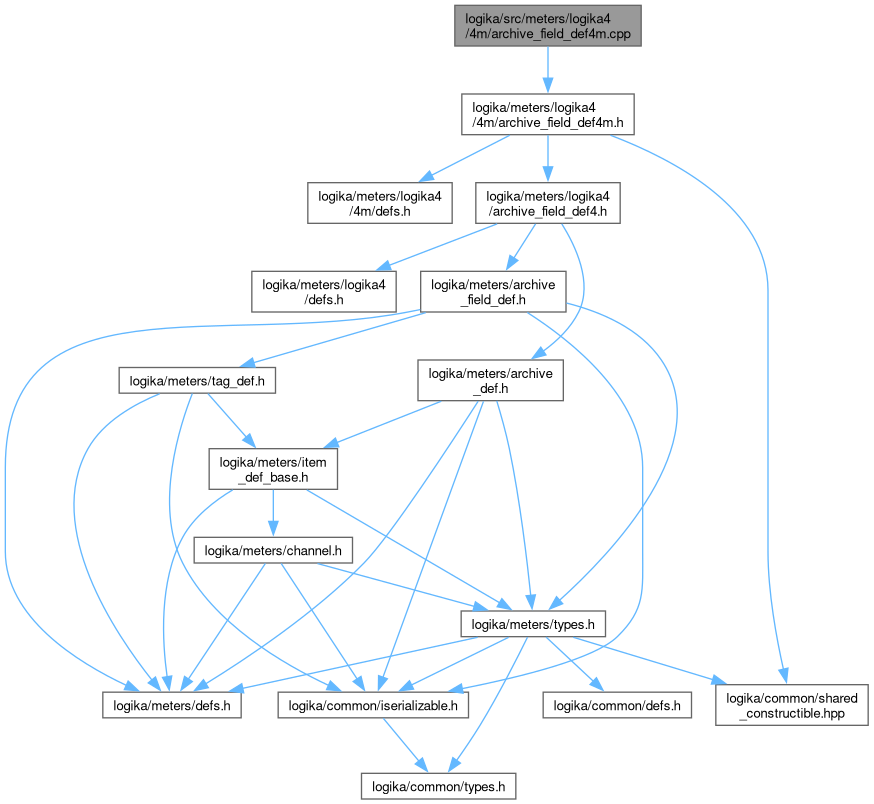 logika/src/meters/logika4
/4m/archive_field_def4m.cpp
logika/meters/logika4
/4m/archive_field_def4m.h
logika/meters/logika4
/4m/defs.h
logika/meters/logika4
/archive_field_def4.h
logika/meters/logika4
/defs.h
logika/meters/archive
_field_def.h
logika/meters/tag_def.h
logika/meters/archive
_def.h
logika/meters/item
_def_base.h
logika/meters/channel.h
logika/meters/types.h
logika/meters/defs.h
logika/common/iserializable.h
logika/common/defs.h
logika/common/shared
_constructible.hpp
logika/common/types.h